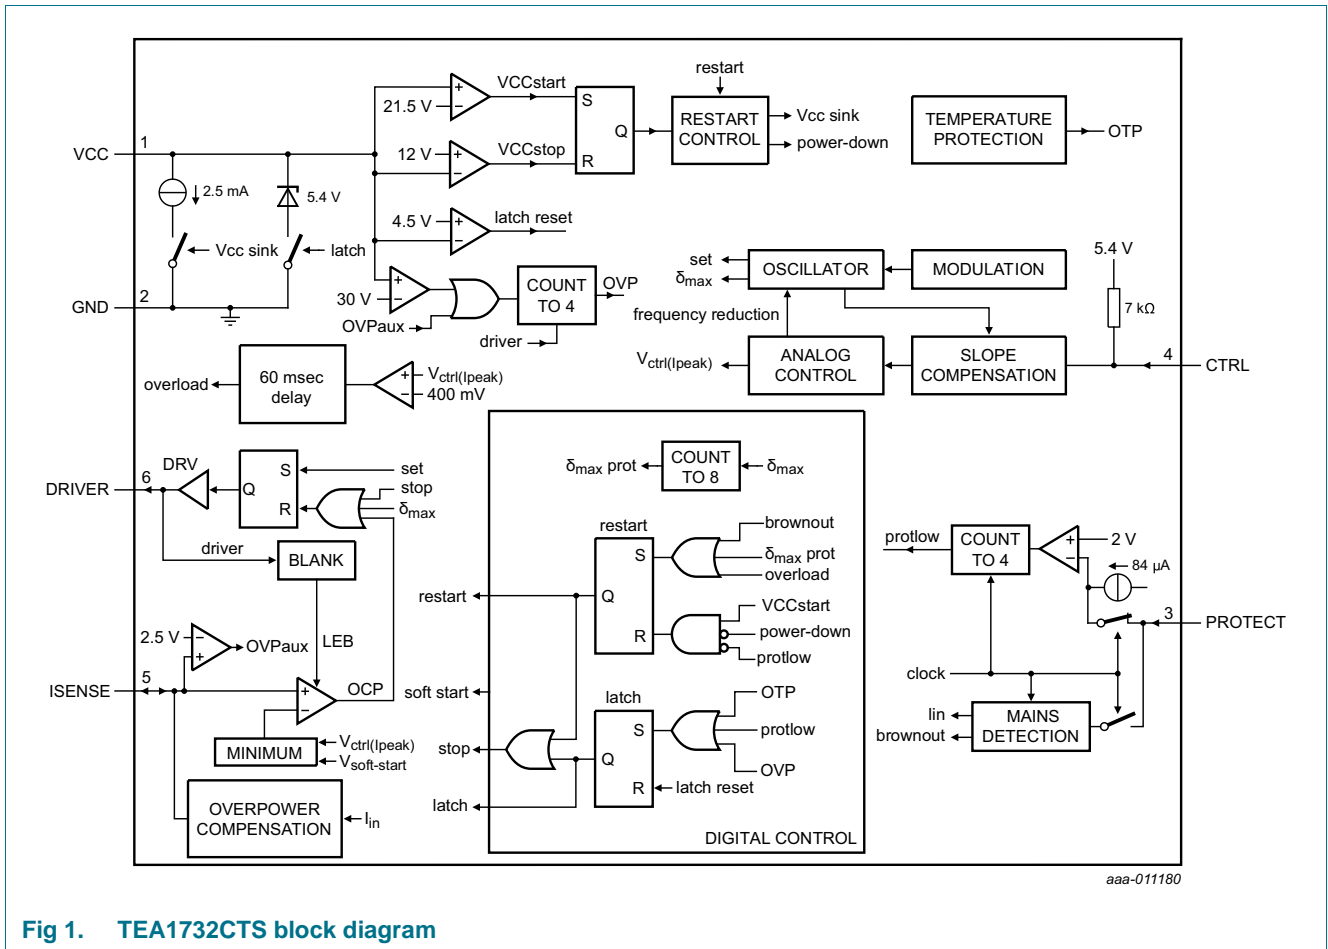 restart
VCCstart
21.5 V
S
Q
R
RESTART
CONTROL
Vcc sink
power-down
TEMPERATURE
PROTECTION
OTP
VCC
1
12 V
VCCstop
2.5 mA
5.4 V
4.5 V
latch reset
Vcc sink
latch
GND
2
30 V
OVPaux
COUNT
TO 4
OVP
driver
set
δmax
OSCILLATOR
MODULATION
5.4 V
7 kΩ
frequency reduction
Vctrl(Ipeak)
ANALOG
CONTROL
SLOPE
COMPENSATION
4
CTRL
overload
60 msec
delay
Vctrl(Ipeak)
400 mV
δmax prot
COUNT
TO 8
δmax
DRIVER
6
DRV
Q
S
R
set
stop
δmax
driver
BLANK
LEB
restart
S
Q
R
brownout
δmax prot
overload
VCCstart
power-down
protlow
restart
protlow
COUNT
TO 4
2 V
84 µA
3
PROTECT
2.5 V
OVPaux
ISENSE
5
OCP
MINIMUM
Vctrl(Ipeak)
Vsoft-start
OVERPOWER
COMPENSATION
Iin
soft start
latch
S
Q
R
OTP
protlow
OVP
latch reset
stop
latch
DIGITAL CONTROL
clock
Iin
brownout
MAINS
DETECTION
aaa-011180
Fig 1. TEA1732CTS block diagram